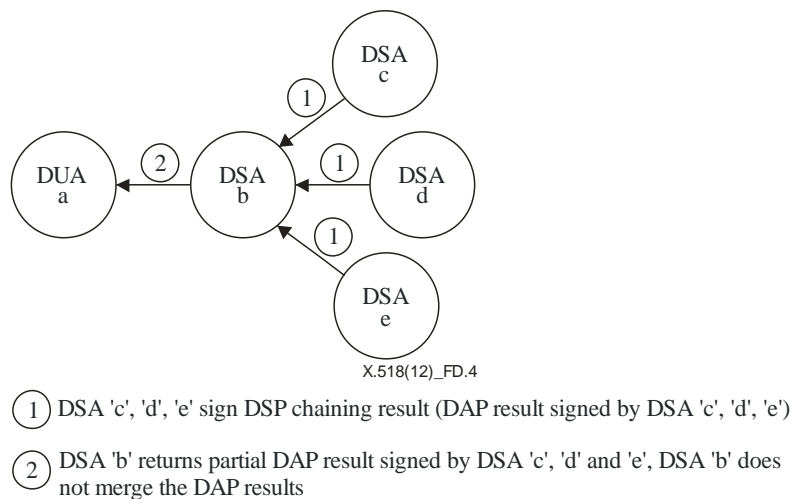 DSA
c
1
DUA
a
2
DSA
b
1
DSA
d
1
DSA
e
X.518(12)_FD.4
1 DSA 'c', 'd', 'e' sign DSP chaining result (DAP result signed by DSA 'c', 'd', 'e')
2 DSA 'b' returns partial DAP result signed by DSA 'c', 'd' and 'e', DSA 'b' does
not merge the DAP results